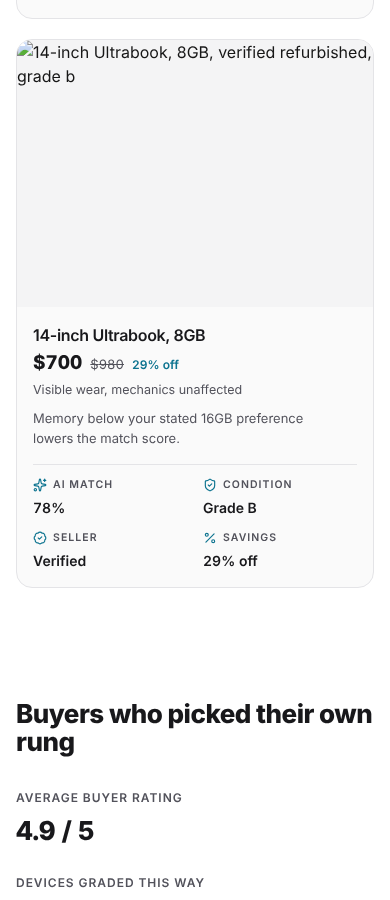 14-inch Ultrabook, 8GB, verified refurbished,
grade b
14-inch Ultrabook, 8GB
$700 $980 29% off
Visible wear, mechanics unaffected
Memory below your stated 16GB preference
lowers the match score.
AI MATCH CONDITION
78% Grade B
SELLER SAVINGS
Verified 29% off
Buyers who picked their own
rung
AVERAGE BUYER RATING
4.9 / 5
DEVICES GRADED THIS WAY